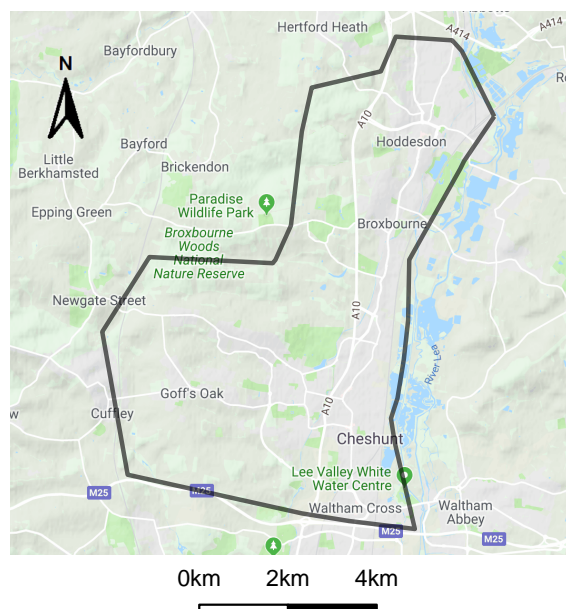 Hertford Heath
A414
A414
Bayfordbury
N
A10
Bayford
Hoddesdon
Little
Berkhamsted
Brickendon
Paradise
Wildlife Park
Epping Green
Broxbourne
Broxbourne
Woods
National
Nature Reserve
Newgate Street
A10
River Lea
Goff's Oak
A10
Cuffley
Cheshunt
Lee Valley White
Water Centre
M25
M25
Waltham Cross
Waltham
Abbey
M25
M25
0km
2km
4km